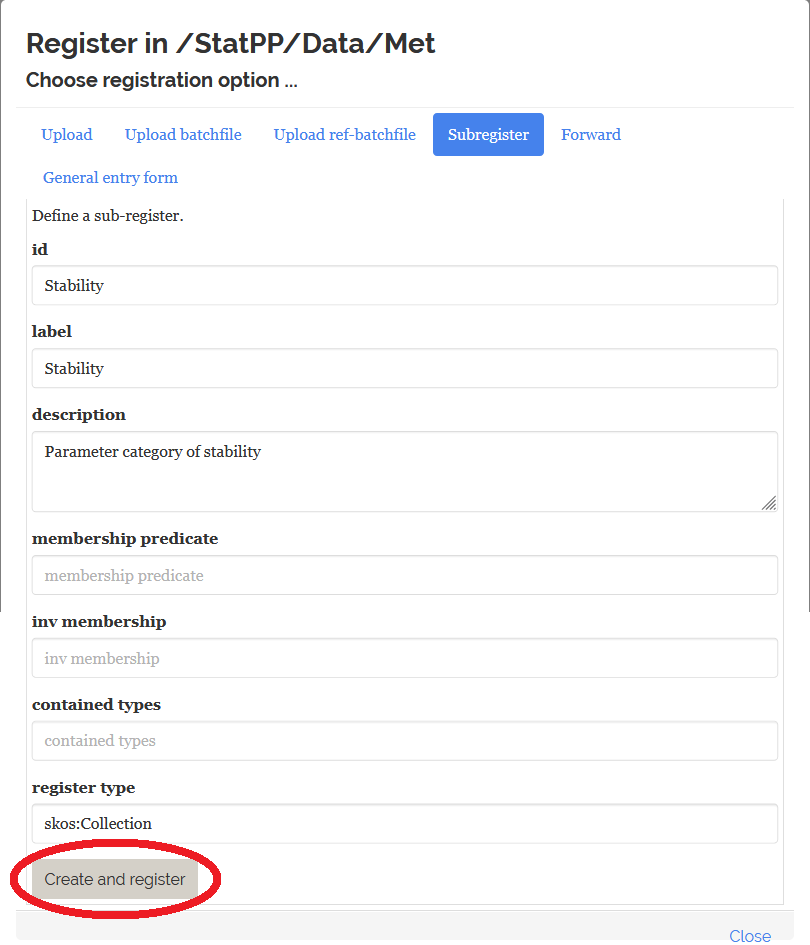 Register in /StatPP/Data/Met
Choose registration option ...
Upload Upload batchfile Upload ref-batchfile Subregister Forward
General entry form
Define a sub-register.
id
Stability
label
Stability
description
Parameter category of stability
membership predicate
membership predicate
inv membership
inv membership
contained types
contained types
register type
skos:Collection
Create and register
Close